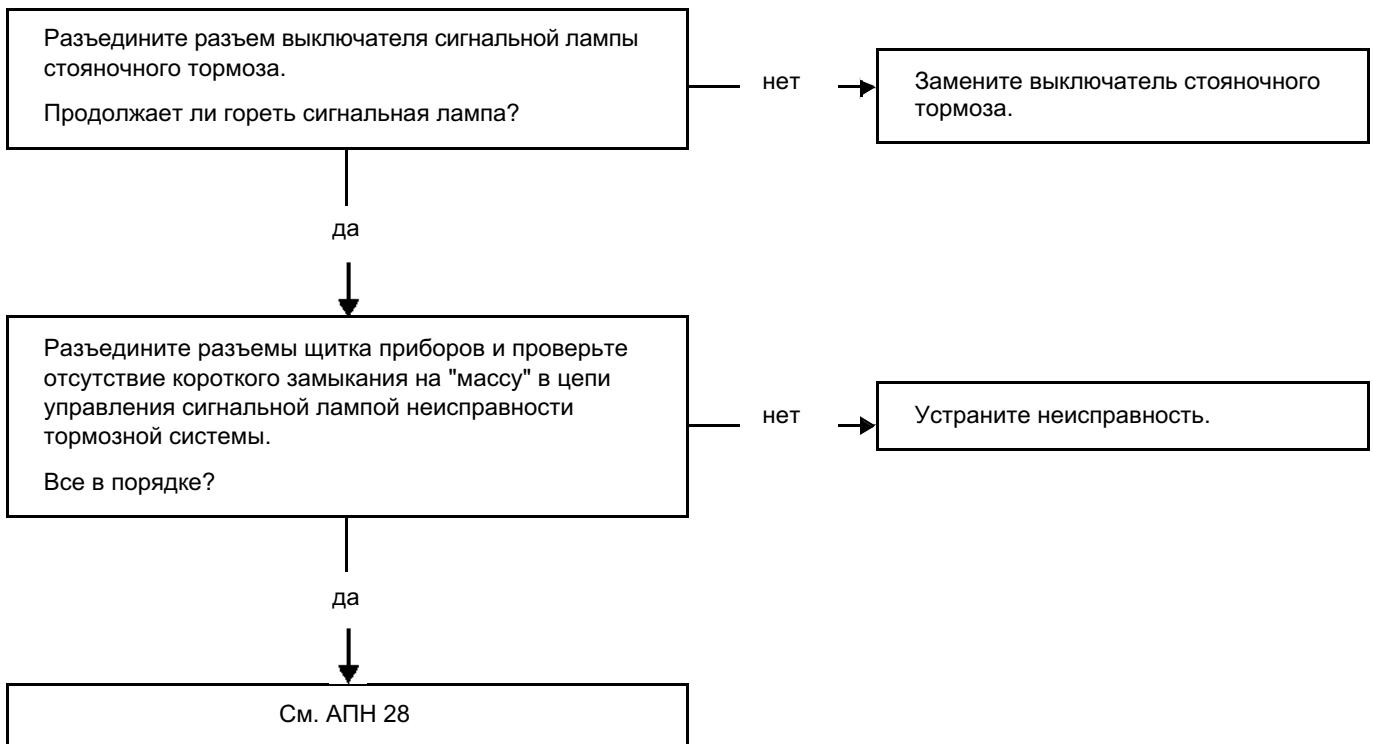 Разъедините разъем выключателя сигнальной лампы
стояночного тормоза.
Продолжает ли гореть сигнальная лампа?
нет
Замените выключатель стояночного
тормоза.
да
Разъедините разъемы щитка приборов и проверьте
отсутствие короткого замыкания на "массу" в цепи
управления сигнальной лампой неисправности
тормозной системы.
Все в порядке?
нет
Устраните неисправность.
да
См. АПН 28